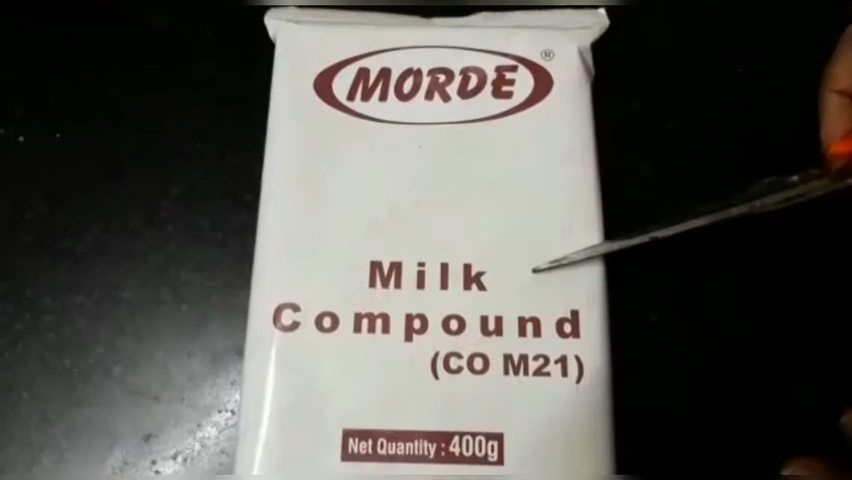 MORDE®
Milk
Compound
(CO M21)
Net Quantity : 400g